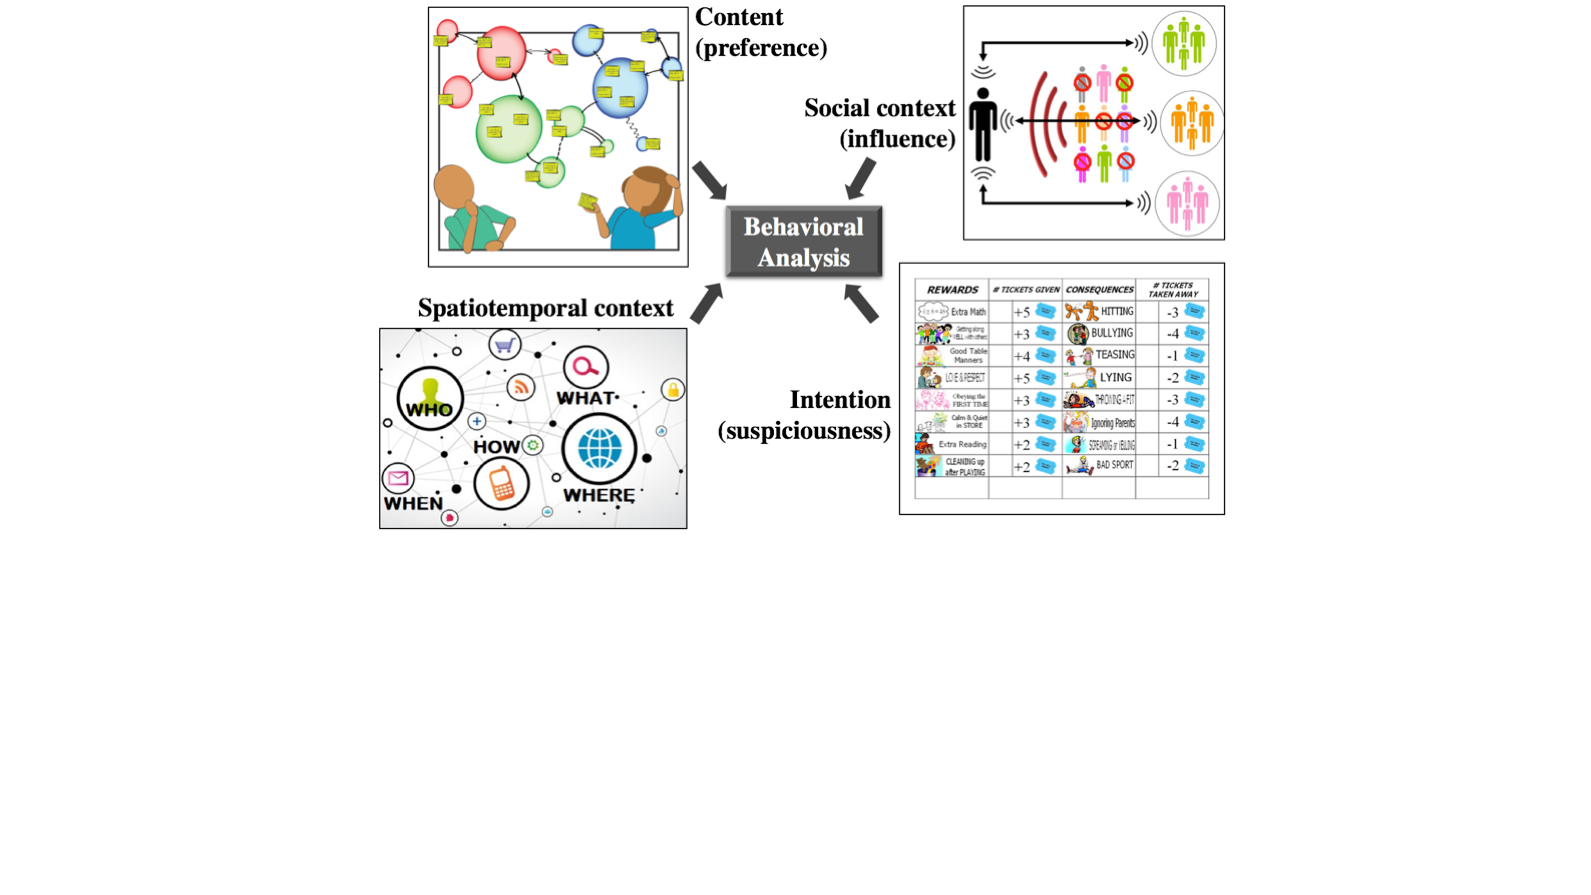 Content
(preference)
Social context
(influence)
Behavioral
Analysis
Spatiotemporal context
WHO
WHAT
HOW
WHEN
WHERE
Intention
(suspiciousness)
REWARDS # TICKETS GIVEN CONSEQUENCES # TICKETS TAKEN AWAY
Extra Math +5 HITTING -3
Getting along WELL with others +3 BULLYING -4
Good Table Manners +4 TEASING -1
LOVE & RESPECT +5 LYING -2
Obeying the FIRST TIME +3 THROWING A FIT -3
Calm & Quiet in STORE +3 Ignoring Parents -4
Extra Reading +2 SCREAMING or YELLING -1
CLEANING up after PLAYING +2 BAD SPORT -2